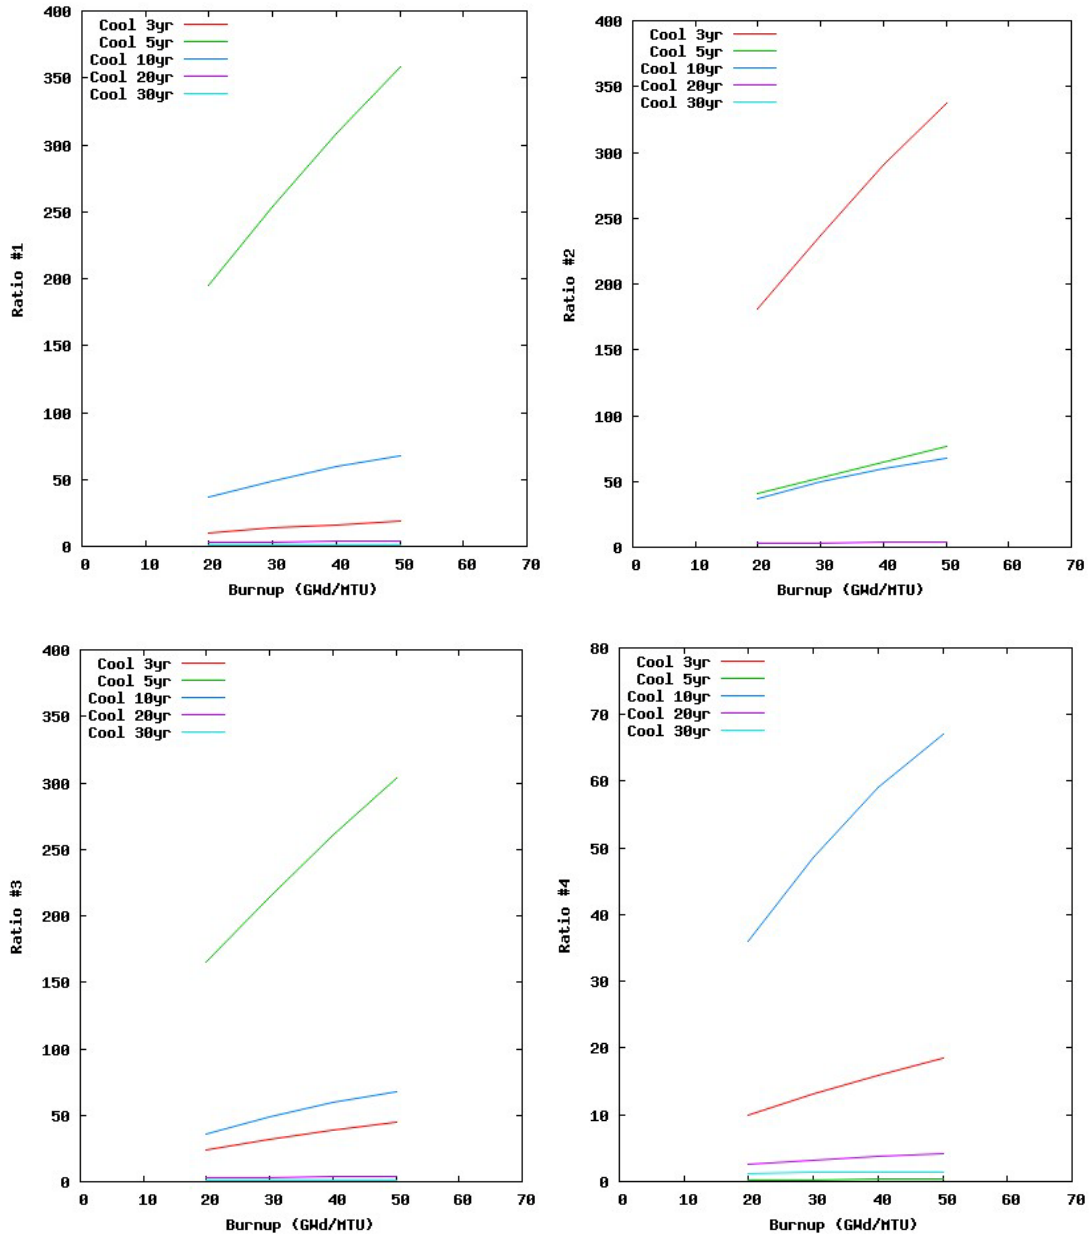 400
350
300
250
200
150
100
50
0
0 10 20 30 40 50 60 70
Ratio #1
Burnup (GWd/MTU)
Cool 3yr
Cool 5yr
Cool 10yr
Cool 20yr
Cool 30yr
400
350
300
250
200
150
100
50
0
0 10 20 30 40 50 60 70
Ratio #2
Burnup (GWd/MTU)
Cool 3yr
Cool 5yr
Cool 10yr
Cool 20yr
Cool 30yr
400
350
300
250
200
150
100
50
0
0 10 20 30 40 50 60 70
Ratio #3
Burnup (GWd/MTU)
Cool 3yr
Cool 5yr
Cool 10yr
Cool 20yr
Cool 30yr
80
70
60
50
40
30
20
10
0
0 10 20 30 40 50 60 70
Ratio #4
Burnup (GWd/MTU)
Cool 3yr
Cool 5yr
Cool 10yr
Cool 20yr
Cool 30yr